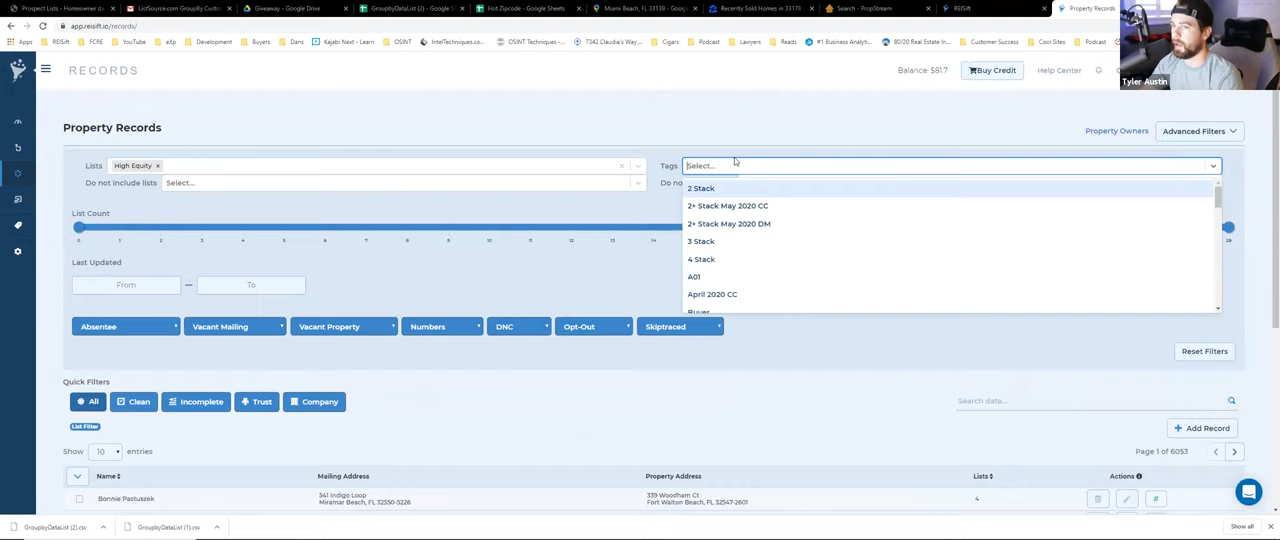 Prospect Lists - Homeowner da
ListSource.com GroupBy Custom
Giveaway - Google Drive
GroupbyDataList (2) - Google S
Hot Zipcode - Google Sheets
Miami Beach, FL 33139 - Googl
Recently Sold Homes in 33178
Search - PropStream
REISift
Property Records
app.reisift.io/records/
Apps REISift FCRE YouTube eXp Development Buyers Dans Kajabi Next - Learn OSINT IntelTechniques.co... OSINT Techniques -... 7342 Claudia's Way,... Cigars Podcast Lawyers Reads #1 Business Analyti... 80/20 Real Estate In... Customer Success Cool Sites Podcast
RECORDS
Balance: $81.7
Buy Credit
Help Center
Tyler Austin
Property Records
Property Owners
Advanced Filters
Lists High Equity ×
Tags Select...
Do not include lists Select...
Do no
2 Stack
2+ Stack May 2020 CC
2+ Stack May 2020 DM
3 Stack
4 Stack
A01
April 2020 CC
Buyer
List Count
0 1 2 3 4 5 6 7 8 9 10 11 12 13 14 28
Last Updated
From — To
Absentee Vacant Mailing Vacant Property Numbers DNC Opt-Out Skiptraced
Reset Filters
Quick Filters
All Clean Incomplete Trust Company
Search data...
List Filter
+ Add Record
Show 10 entries
Page 1 of 6053
Name Mailing Address Property Address Lists Actions
Bonnie Pastuszek
541 Indigo Loop
Miramar Beach, FL 32550-5226
339 Woodham Ct
Fort Walton Beach, FL 32547-2601
4
GroupbyDataList (2).csv
GroupbyDataList (1).csv
Show all